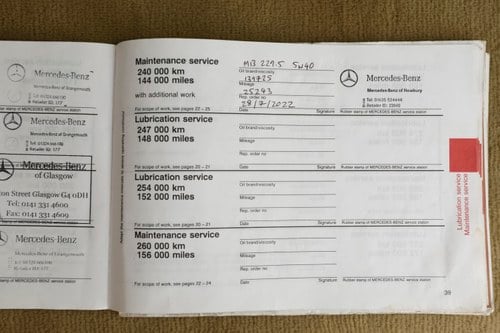 Mercedes-Benz
Mercedes-Benz of Grangemouth
Mercedes-Benz
Mercedes-Benz of Grangemouth
Mercedes-Benz
of Glasgow
on Street Glasgow G4 0DH
Tel: 0141 331 4600
Fax: 0141 331 4609
Mercedes-Benz
Mercedes-Benz of Grangemouth
Maintenance service
240 000 km
144 000 miles
with additional work
For scope of work, see pages 22 – 25
MB 229.5 5W40
Oil brand/viscosity
Mileage
25293
Rep. order no.
28/7/2022
Date
Signature
Mercedes-Benz
Mercedes-Benz of Newbury
Rubber stamp of MERCEDES-BENZ service station
Lubrication service
247 000 km
148 000 miles
For scope of work, see pages 20 – 21
Oil brand/viscosity
Mileage
Rep. order no.
Date
Signature
Rubber stamp of MERCEDES-BENZ service station
Lubrication service
254 000 km
152 000 miles
For scope of work, see pages 20 – 21
Oil brand/viscosity
Mileage
Rep. order no.
Date
Signature
Rubber stamp of MERCEDES-BENZ service station
Maintenance service
260 000 km
156 000 miles
For scope of work, see pages 22 – 24
Oil brand/viscosity
Mileage
Rep. order no.
Date
Signature
Rubber stamp of MERCEDES-BENZ service station
Lubrication service
Maintenance service
39